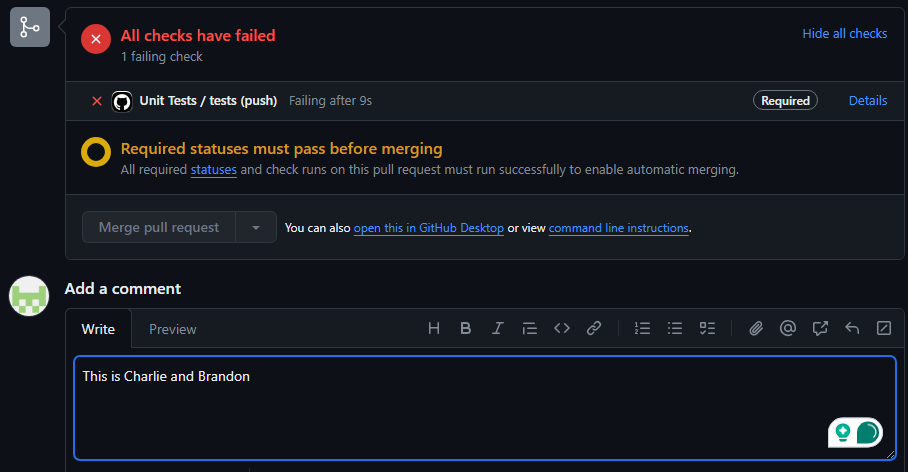 All checks have failed
Hide all checks
1 failing check
Unit Tests / tests (push) Failing after 9s
Required
Details
Required statuses must pass before merging
All required statuses and check runs on this pull request must run successfully to enable automatic merging.
Merge pull request
You can also open this in GitHub Desktop or view command line instructions.
Add a comment
Write
Preview
This is Charlie and Brandon